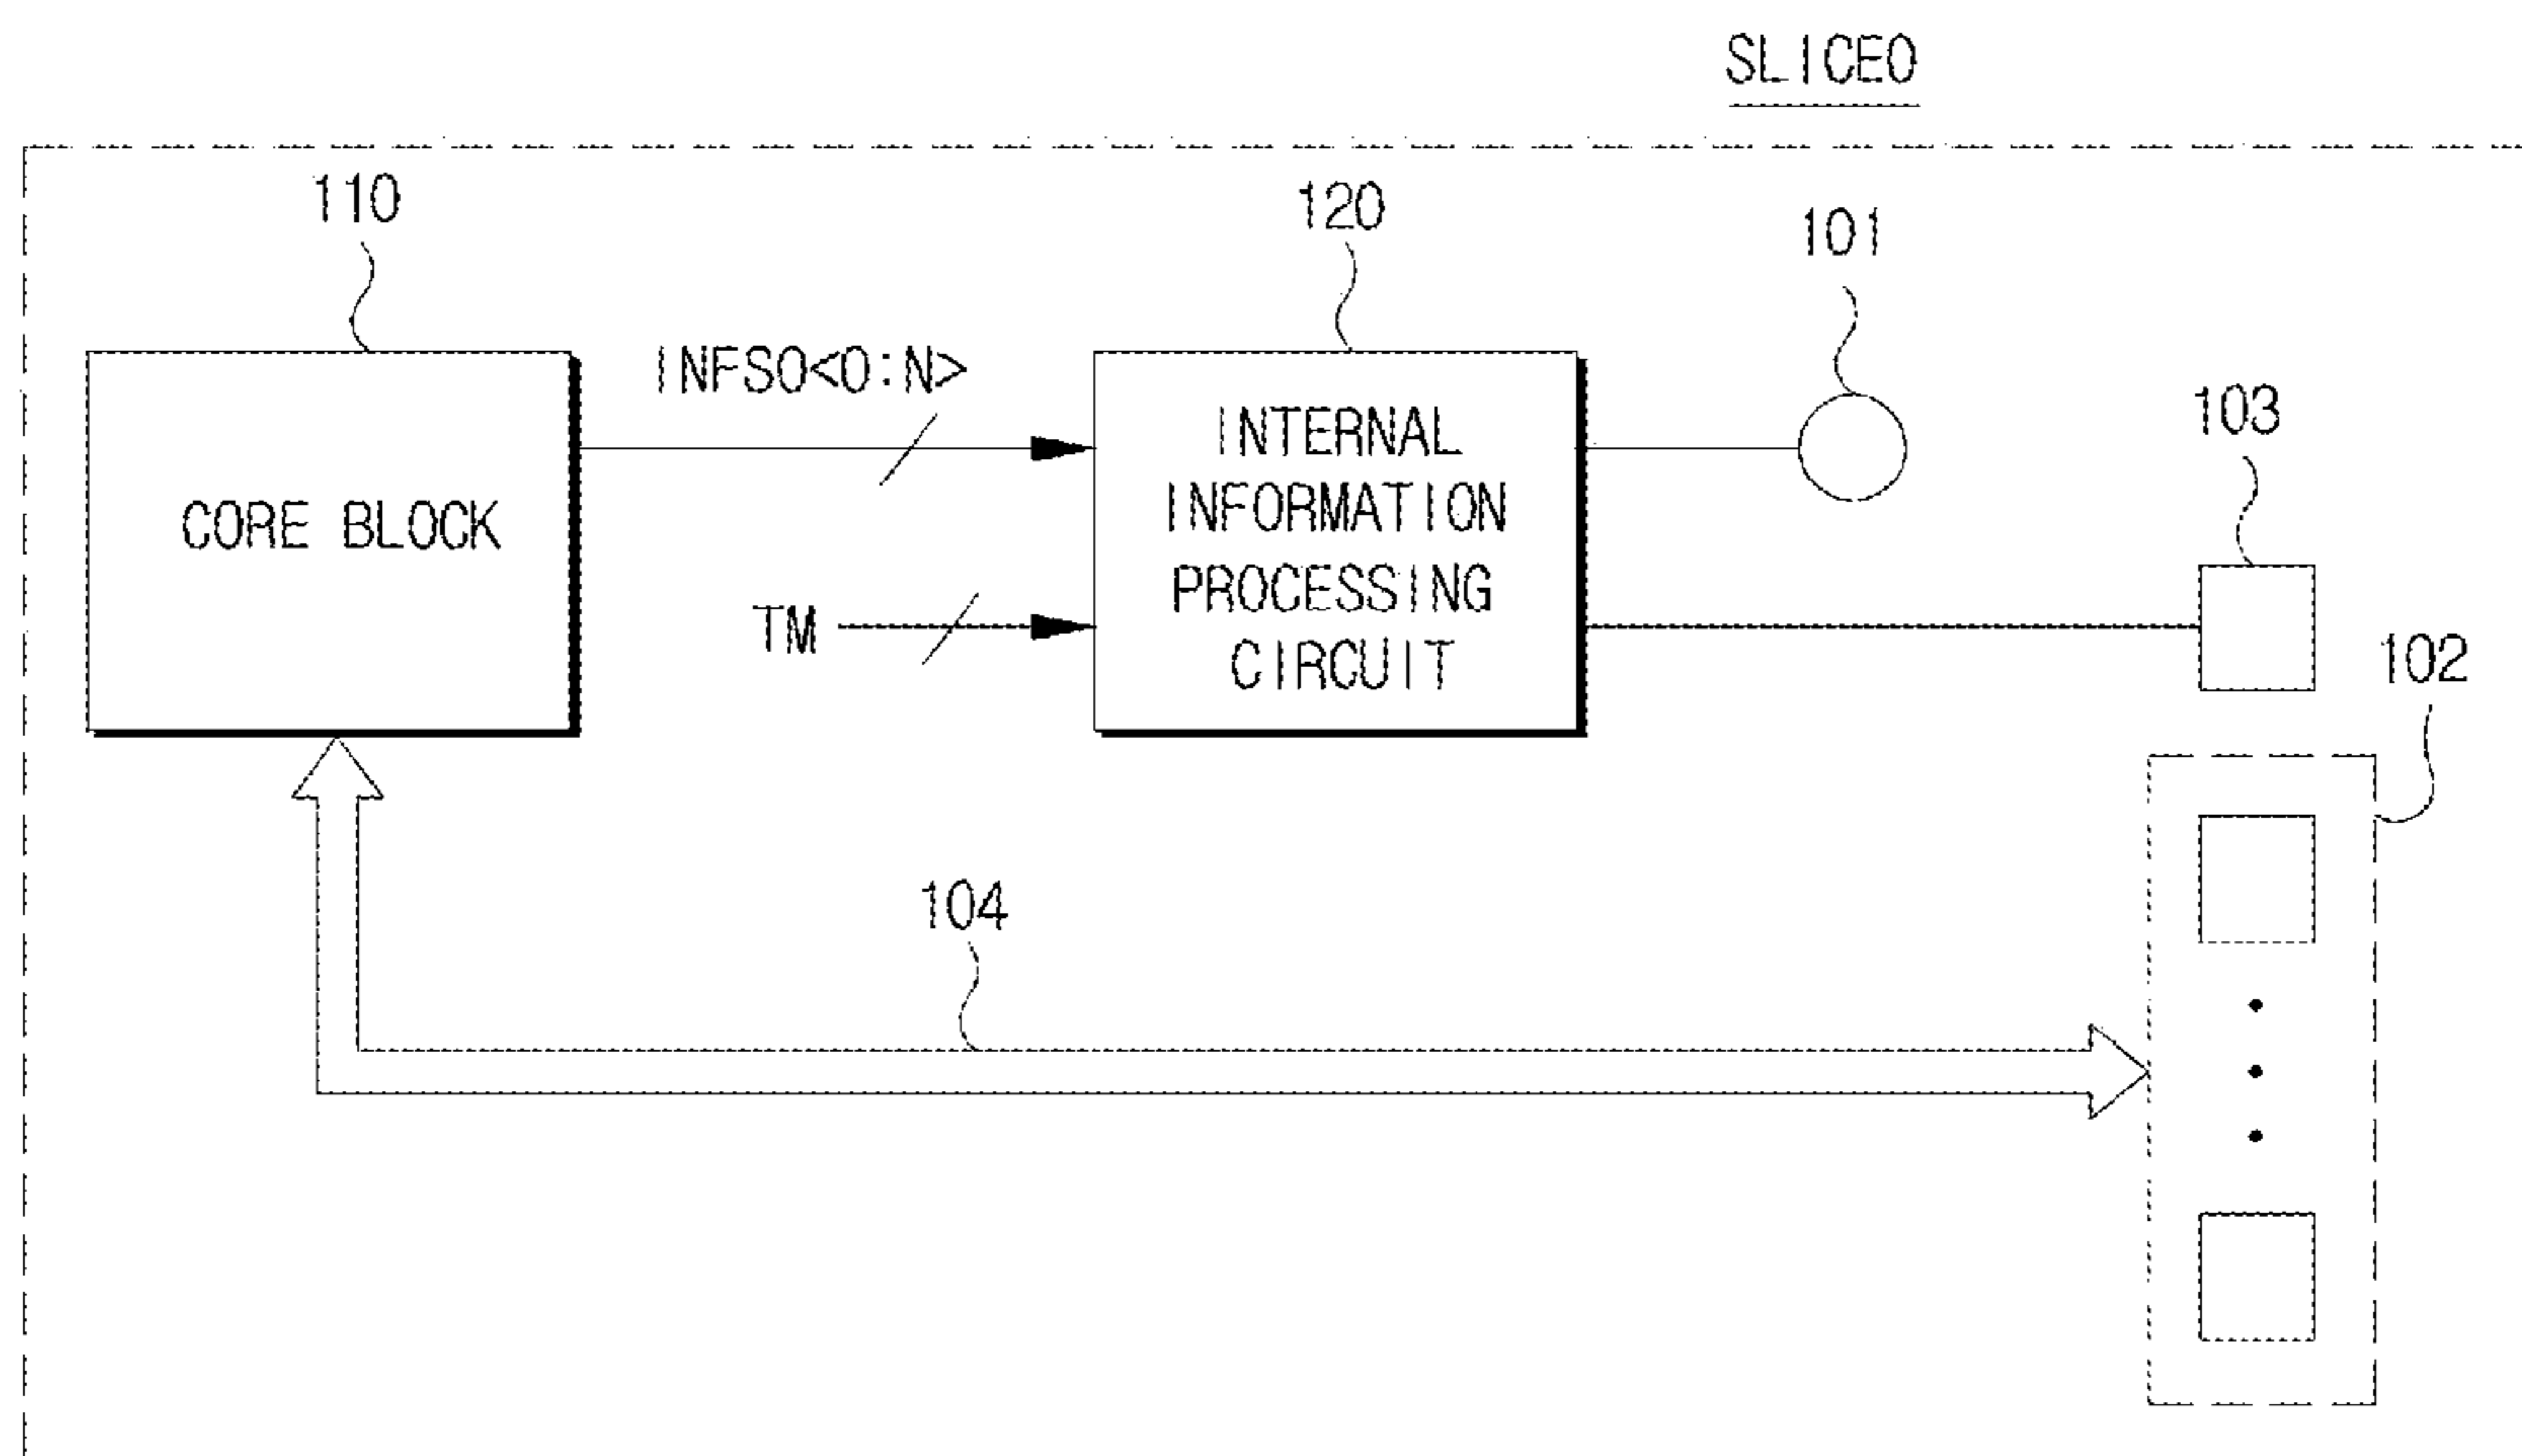 SLICE0
110
120
101
INFS0<0:N>
103
INTERNAL
INFORMATION
PROCESSING
CIRCUIT
CORE BLOCK
TM
102
104